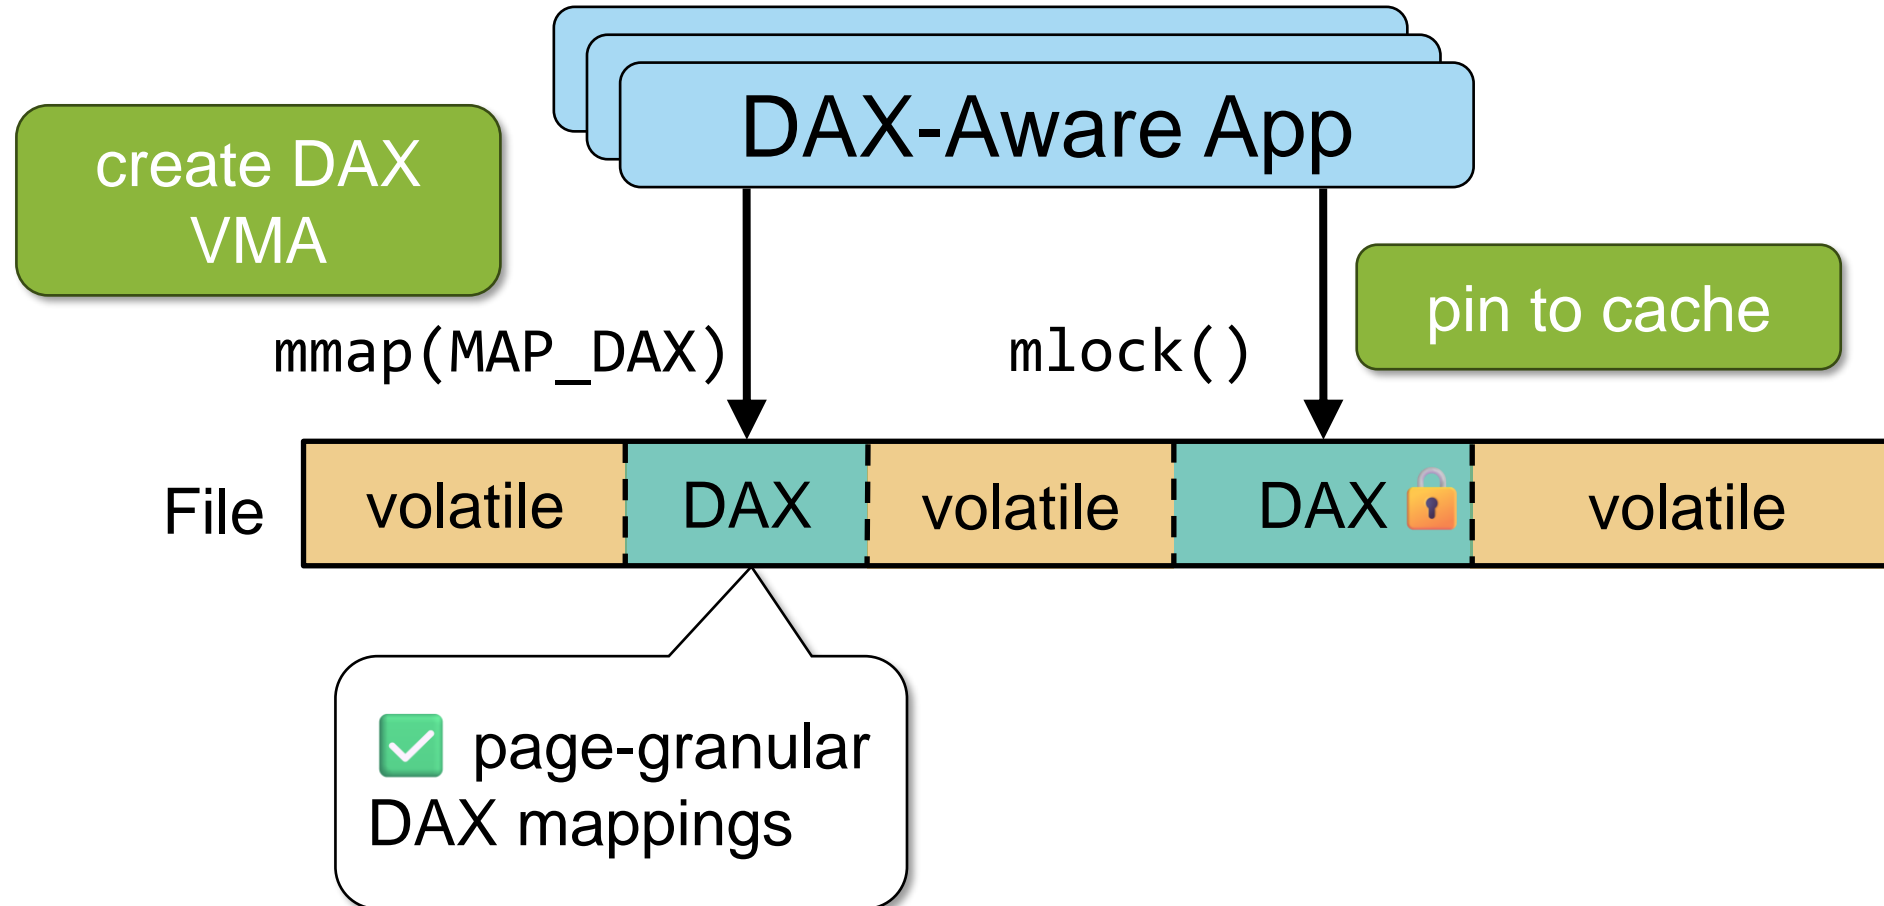 DAX-Aware App
create DAX
VMA
pin to cache
mmap(MAP_DAX)
mlock()
File
volatile
DAX
volatile
DAX
volatile
✅ page-granular
DAX mappings